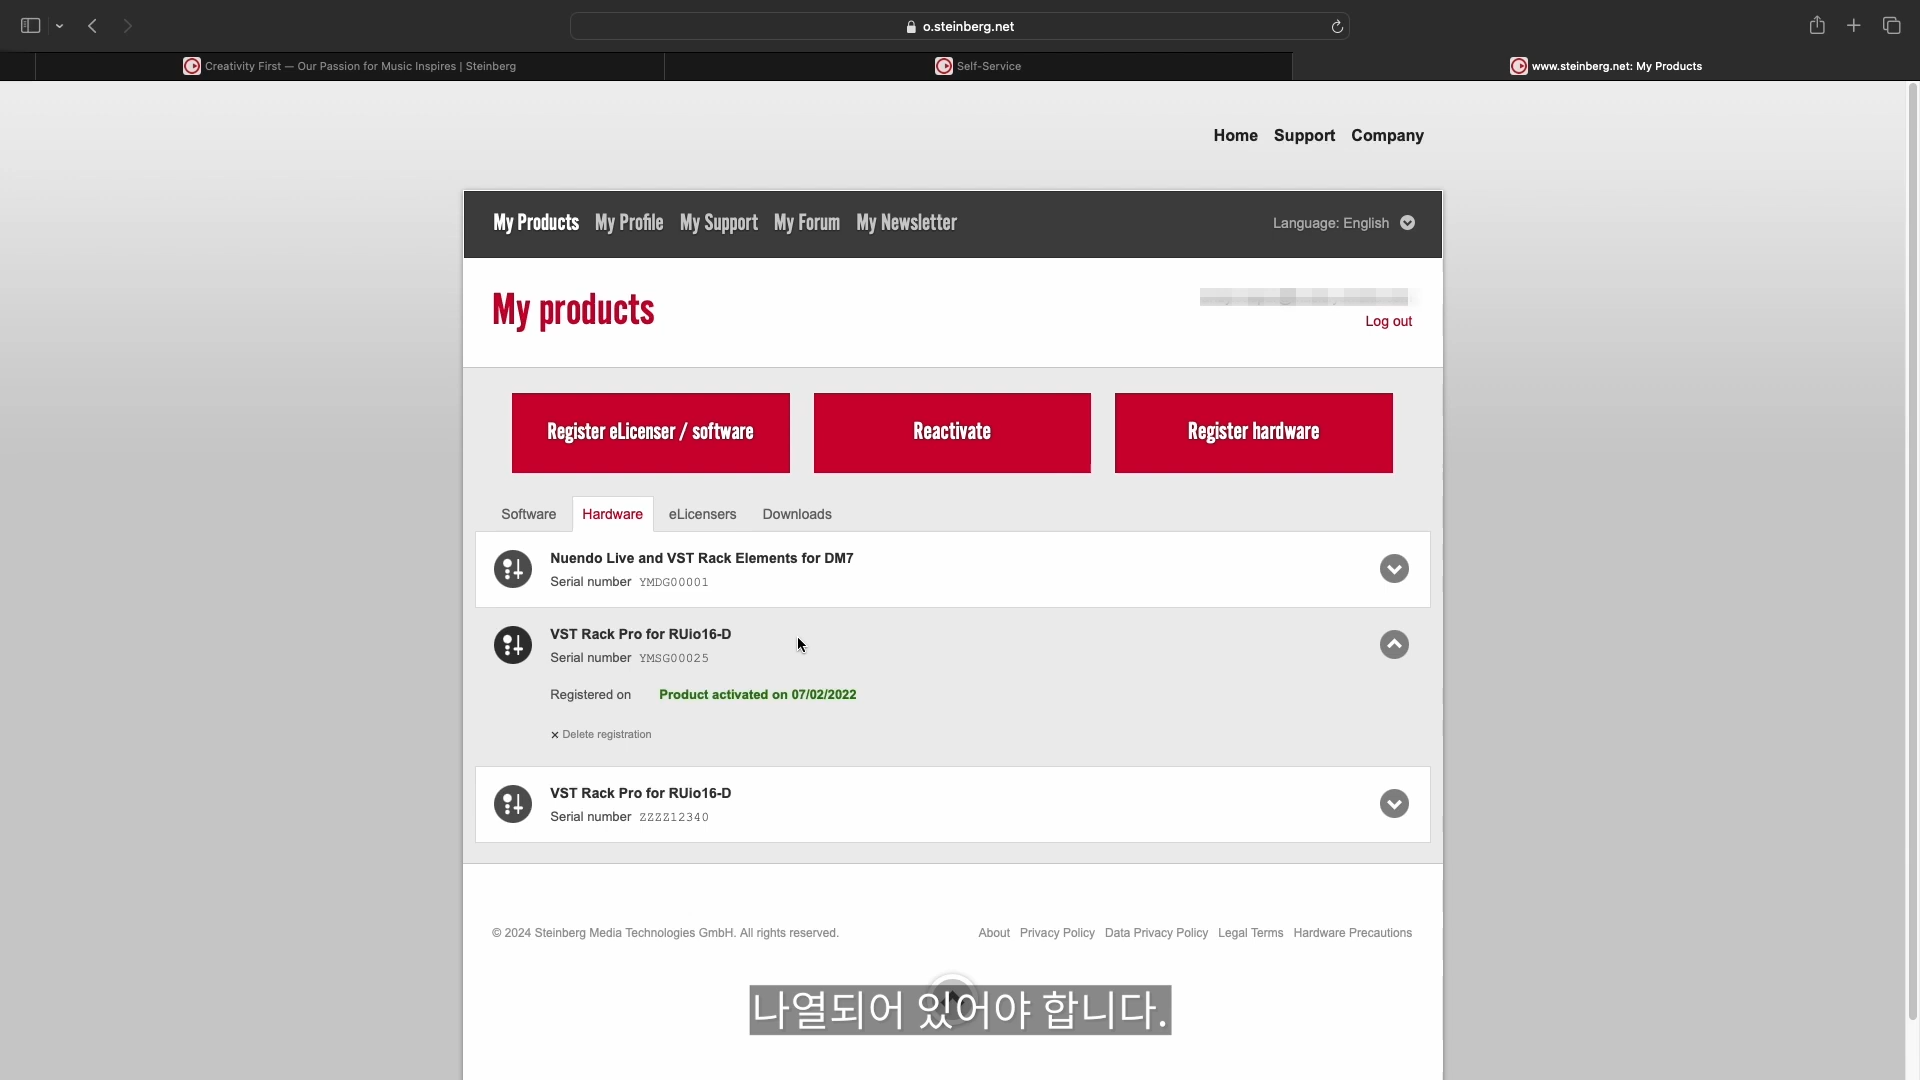 o.steinberg.net
Creativity First — Our Passion for Music Inspires | Steinberg
Self-Service
www.steinberg.net: My Products
Home Support Company
My Products My Profile My Support My Forum My Newsletter
Language: English
My products
Log out
Register eLicenser / software
Reactivate
Register hardware
Software Hardware eLicensers Downloads
Nuendo Live and VST Rack Elements for DM7
Serial number YMDG00001
VST Rack Pro for RUio16-D
Serial number YMSG00025
Registered on Product activated on 07/02/2022
× Delete registration
VST Rack Pro for RUio16-D
Serial number ZZZZ12340
© 2024 Steinberg Media Technologies GmbH. All rights reserved.
About Privacy Policy Data Privacy Policy Legal Terms Hardware Precautions
나열되어 있어야 합니다.